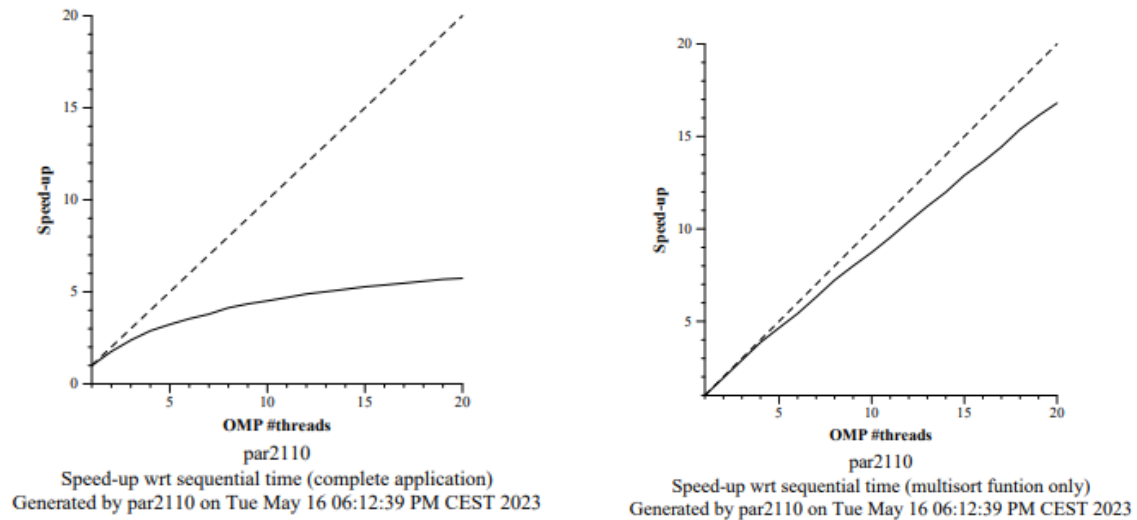 20
15
10
5
0
Speed-up
5
10
15
20
OMP #threads
par2110
Speed-up wrt sequential time (complete application)
Generated by par2110 on Tue May 16 06:12:39 PM CEST 2023
20
15
10
5
Speed-up
5
10
15
20
OMP #threads
par2110
Speed-up wrt sequential time (multisort funtion only)
Generated by par2110 on Tue May 16 06:12:39 PM CEST 2023